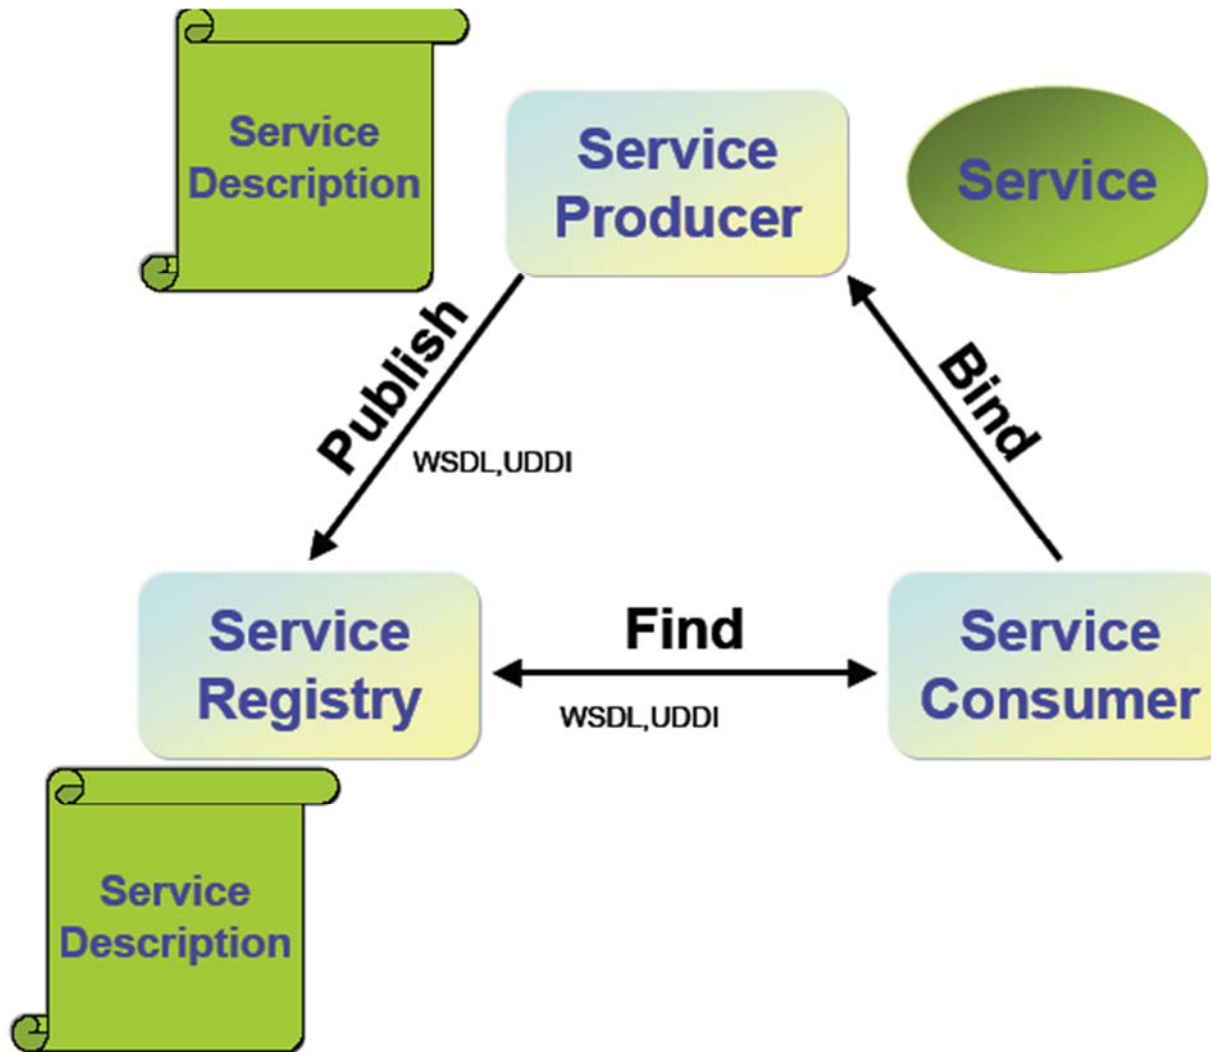 Service
Description
Service
Producer
Service
Publish
WSDL,UDDI
Bind
Service
Registry
Find
WSDL,UDDI
Service
Consumer
Service
Description